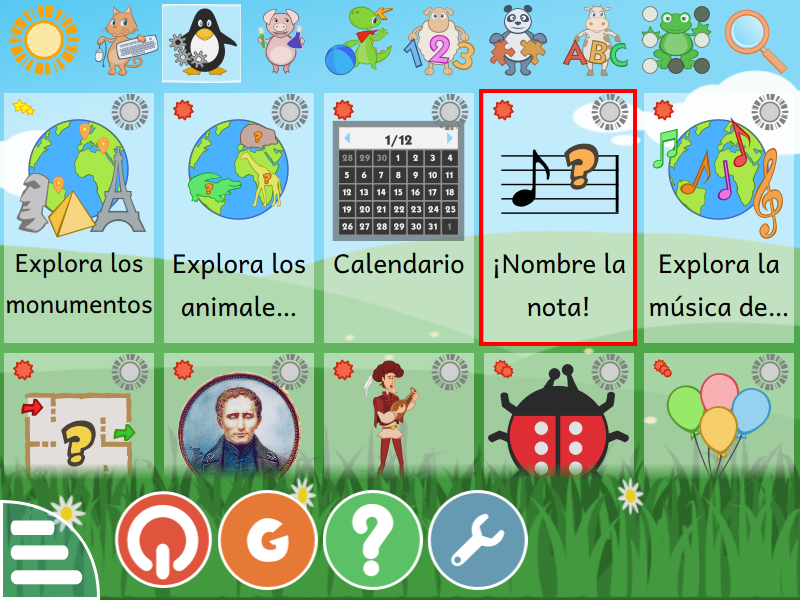 1 2 3
ABC
1/12
28 29 30 1 2 3 4
5 6 7 8 9 10 11
12 13 14 15 16 17 18
19 20 21 22 23 24 25
26 27 28 29 30 31 1
?
?
?
?
Explora los
monumentos
Explora los
animale...
Calendario
¡Nombre la
nota!
Explora la
música de...
?
G
?